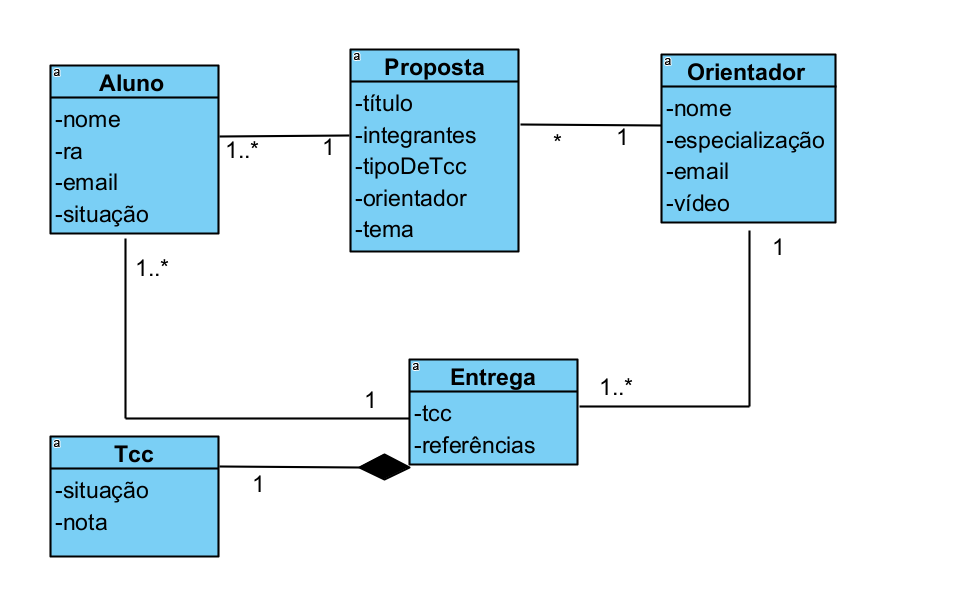 a
Aluno
-nome
-ra
-email
-situação
a
Proposta
-título
-integrantes
-tipoDeTcc
-orientador
-tema
a
Orientador
-nome
-especialização
-email
-vídeo
1..*
1
*
1
1..*
1
1
1..*
a
Entrega
-tcc
-referências
a
Tcc
-situação
-nota
1